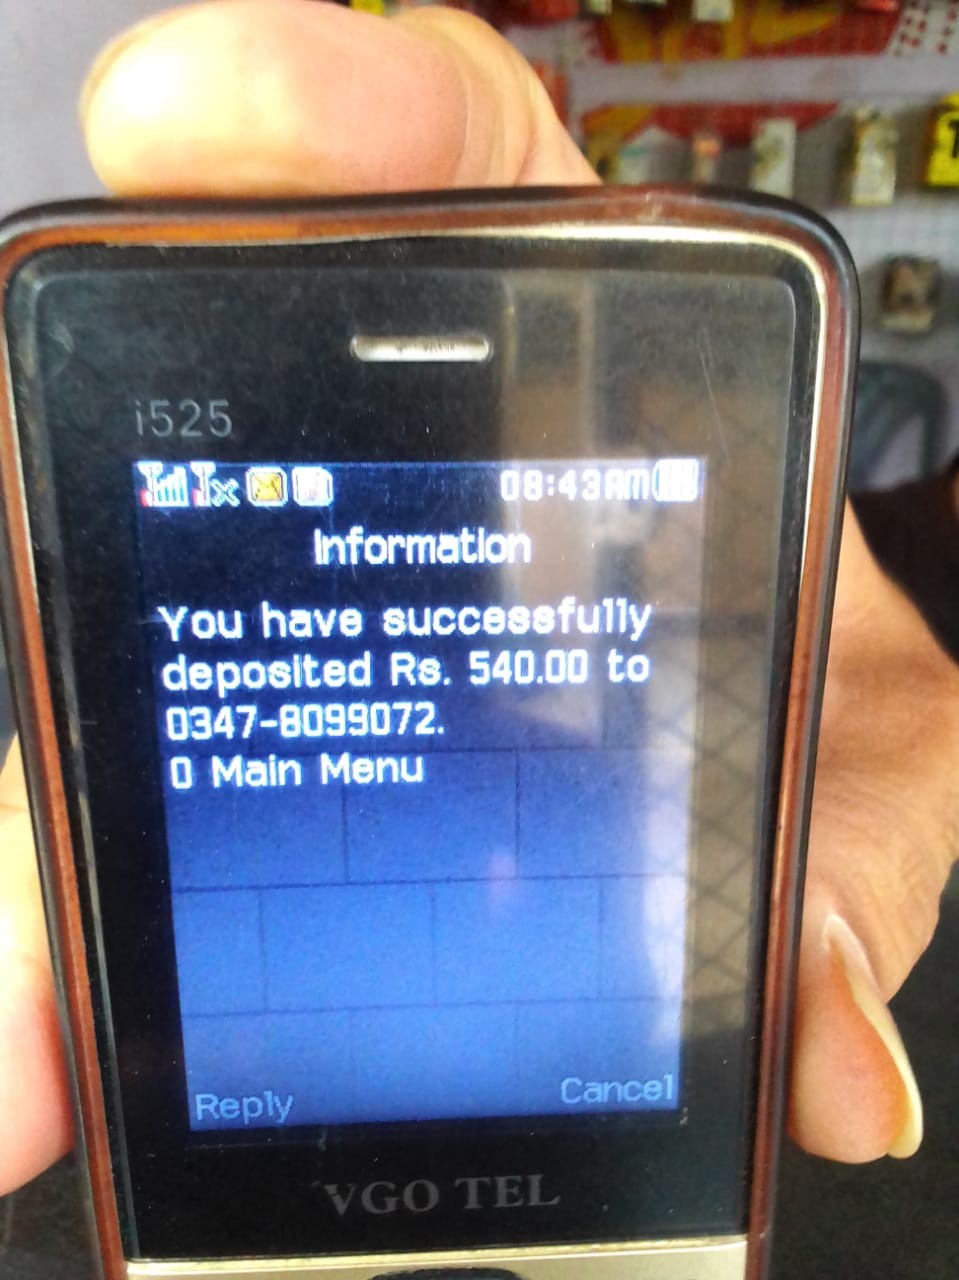 i525
08:43AM
Information
You have successfully
deposited Rs. 540.00 to
0347-8099072.
0 Main Menu
Reply
Cancel
VGO TEL